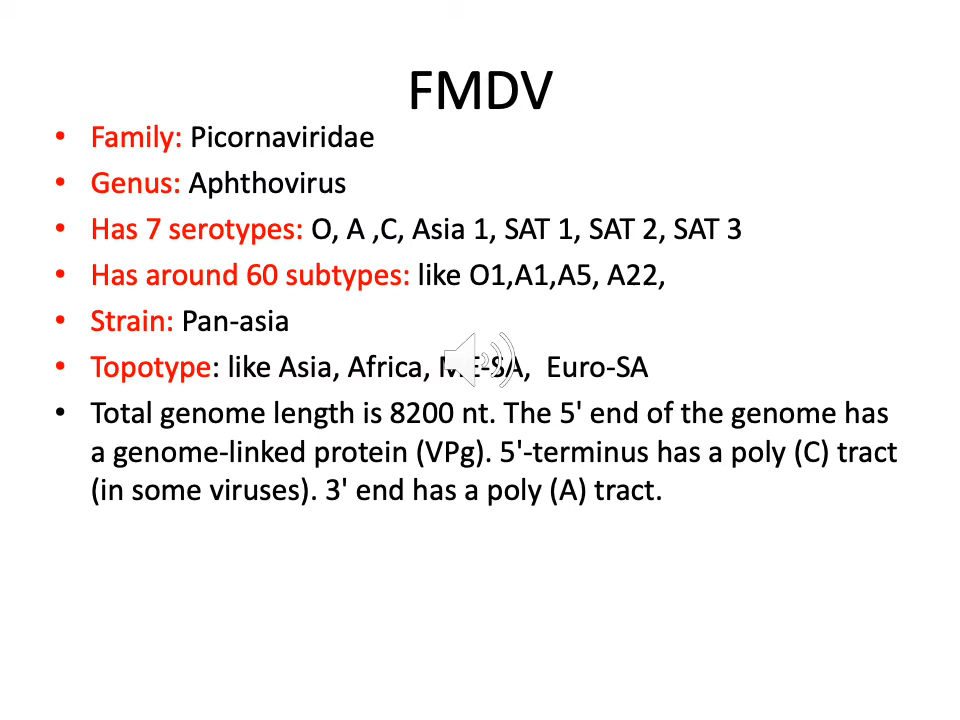 FMDV
• Family: Picornaviridae
• Genus: Aphthovirus
• Has 7 serotypes: O, A ,C, Asia 1, SAT 1, SAT 2, SAT 3
• Has around 60 subtypes: like O1,A1,A5, A22,
• Strain: Pan-asia
• Topotype: like Asia, Africa, ME-SA, Euro-SA
• Total genome length is 8200 nt. The 5' end of the genome has
a genome-linked protein (VPg). 5'-terminus has a poly (C) tract
(in some viruses). 3' end has a poly (A) tract.